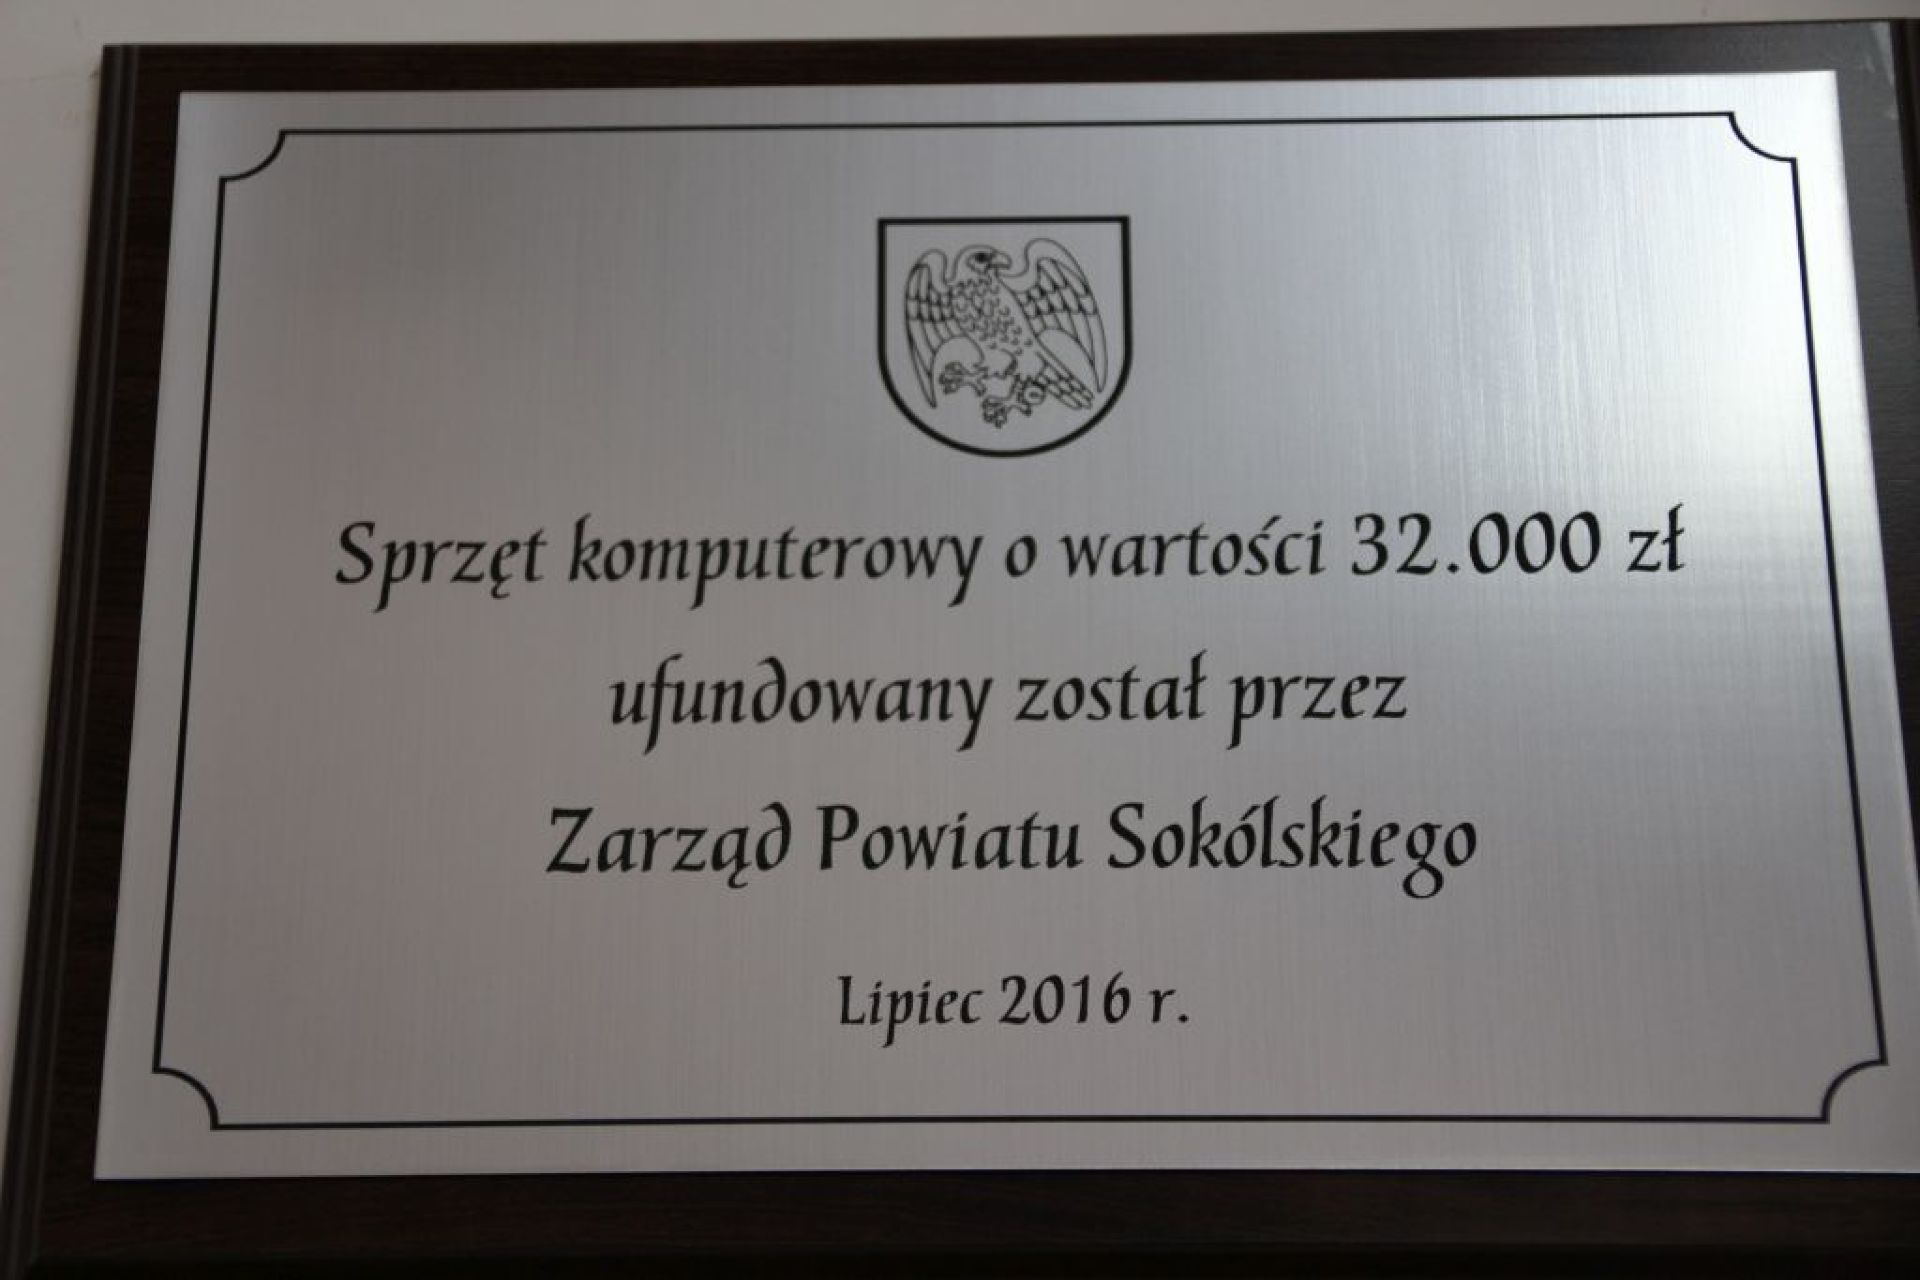 Sprzęt komputerowy o wartości 32.000 zł
ufundowany został przez
Zarząd Powiatu Sokólskiego
Lipiec 2016 r.